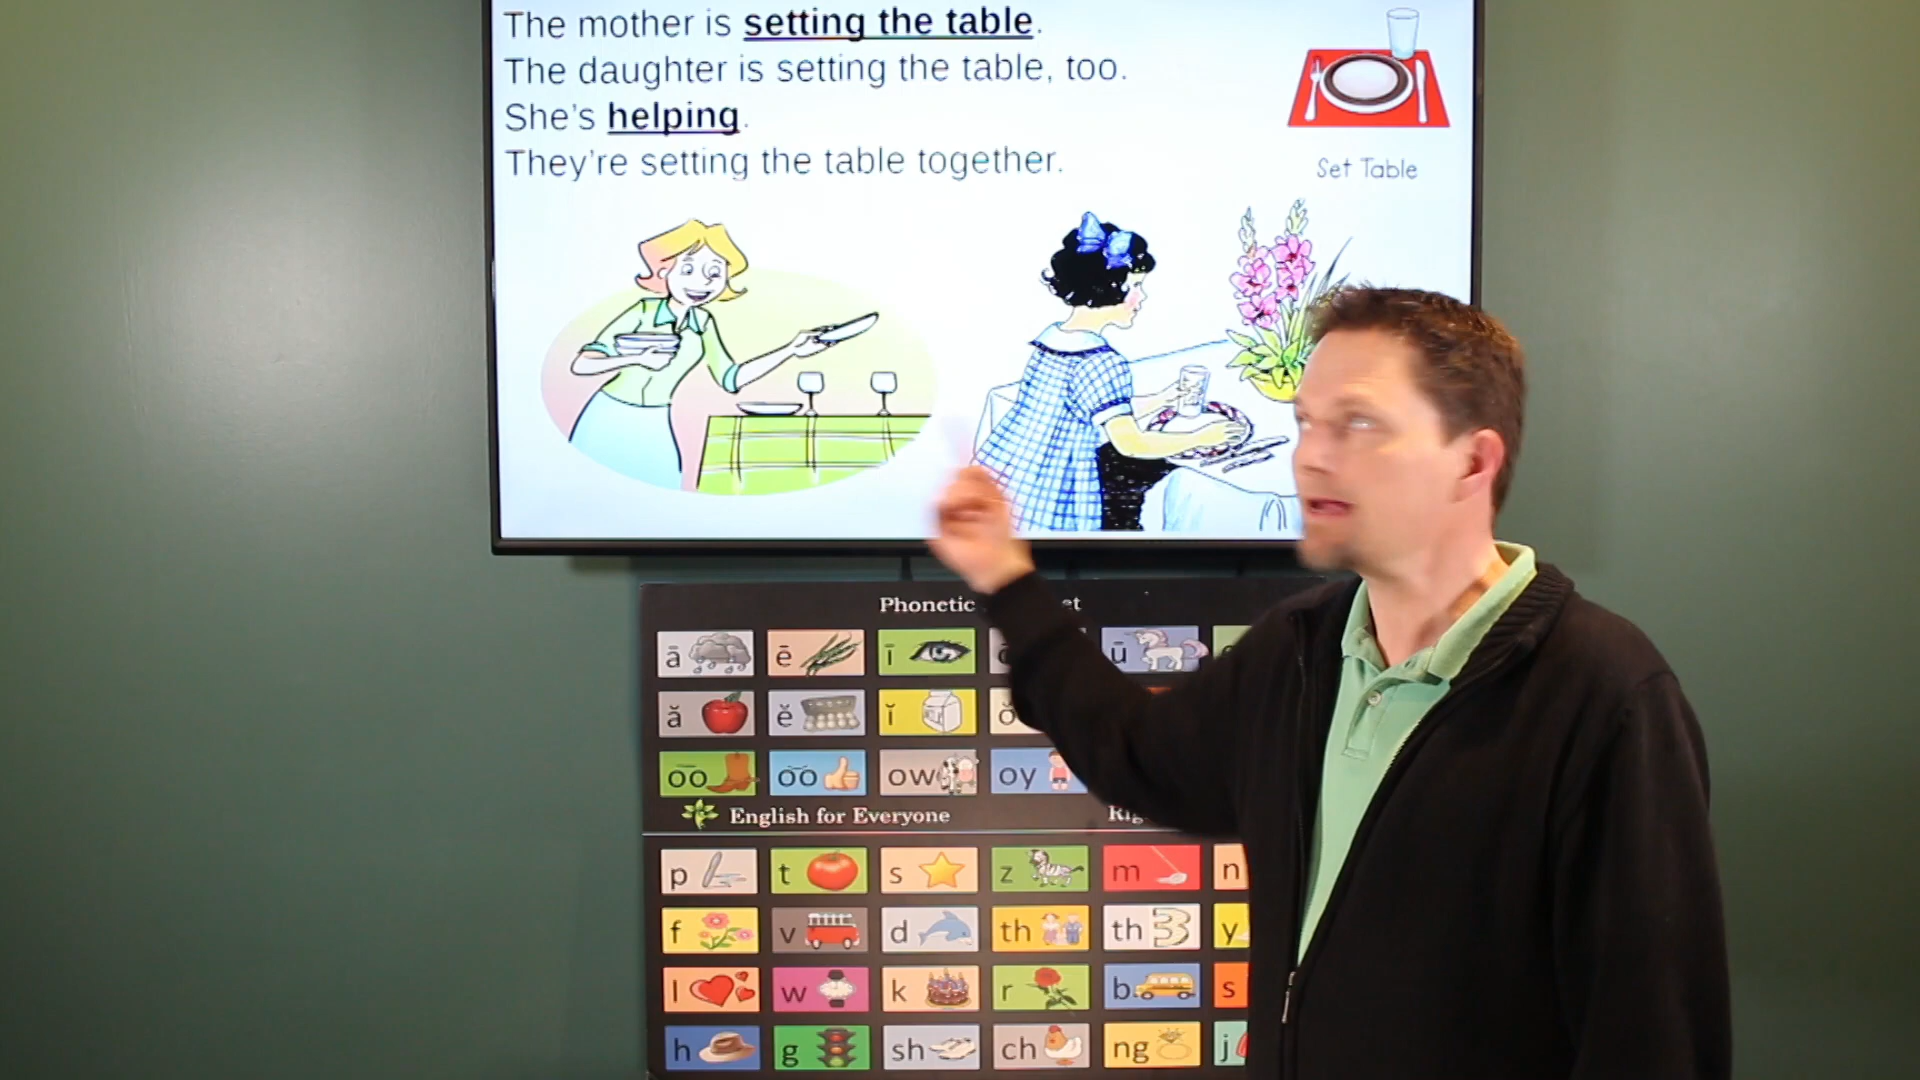 The mother is setting the table.
The daughter is setting the table, too.
She's helping.
They're setting the table together.
Set Table
Phonetic
ā ē ī ū
ă ĕ ĭ ŏ
o͞o o͝o ow oy
English for Everyone
p t s z m n
f v d th th y
l w k r b s
h g sh ch ng j